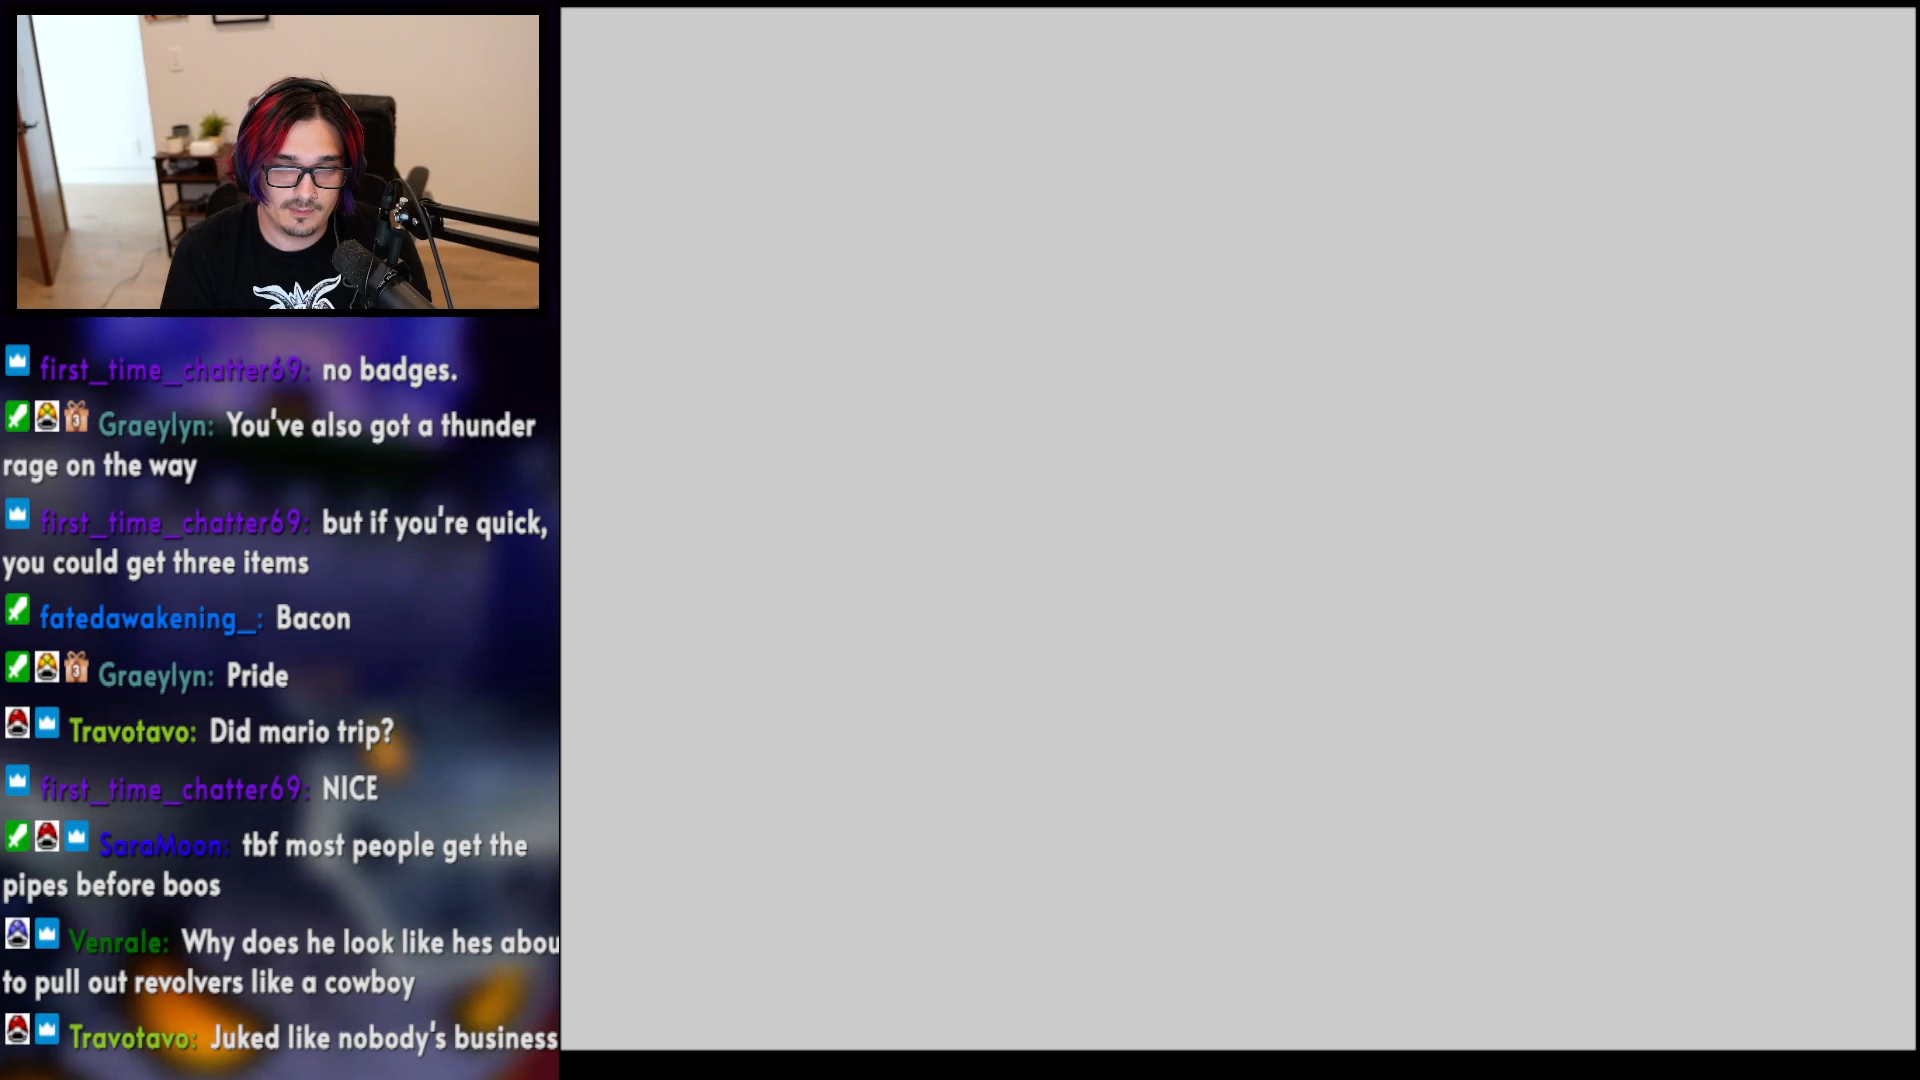 first_time_chatter69: no badges.
3 Graeylyn: You've also got a thunder
rage on the way
first_time_chatter69: but if you're quick,
you could get three items
fatedawakening_: Bacon
3 Graeylyn: Pride
Travotavo: Did mario trip?
first_time_chatter69: NICE
SaraMoon: tbf most people get the
pipes before boos
Venrale: Why does he look like hes abou
to pull out revolvers like a cowboy
Travotavo: Juked like nobody's business